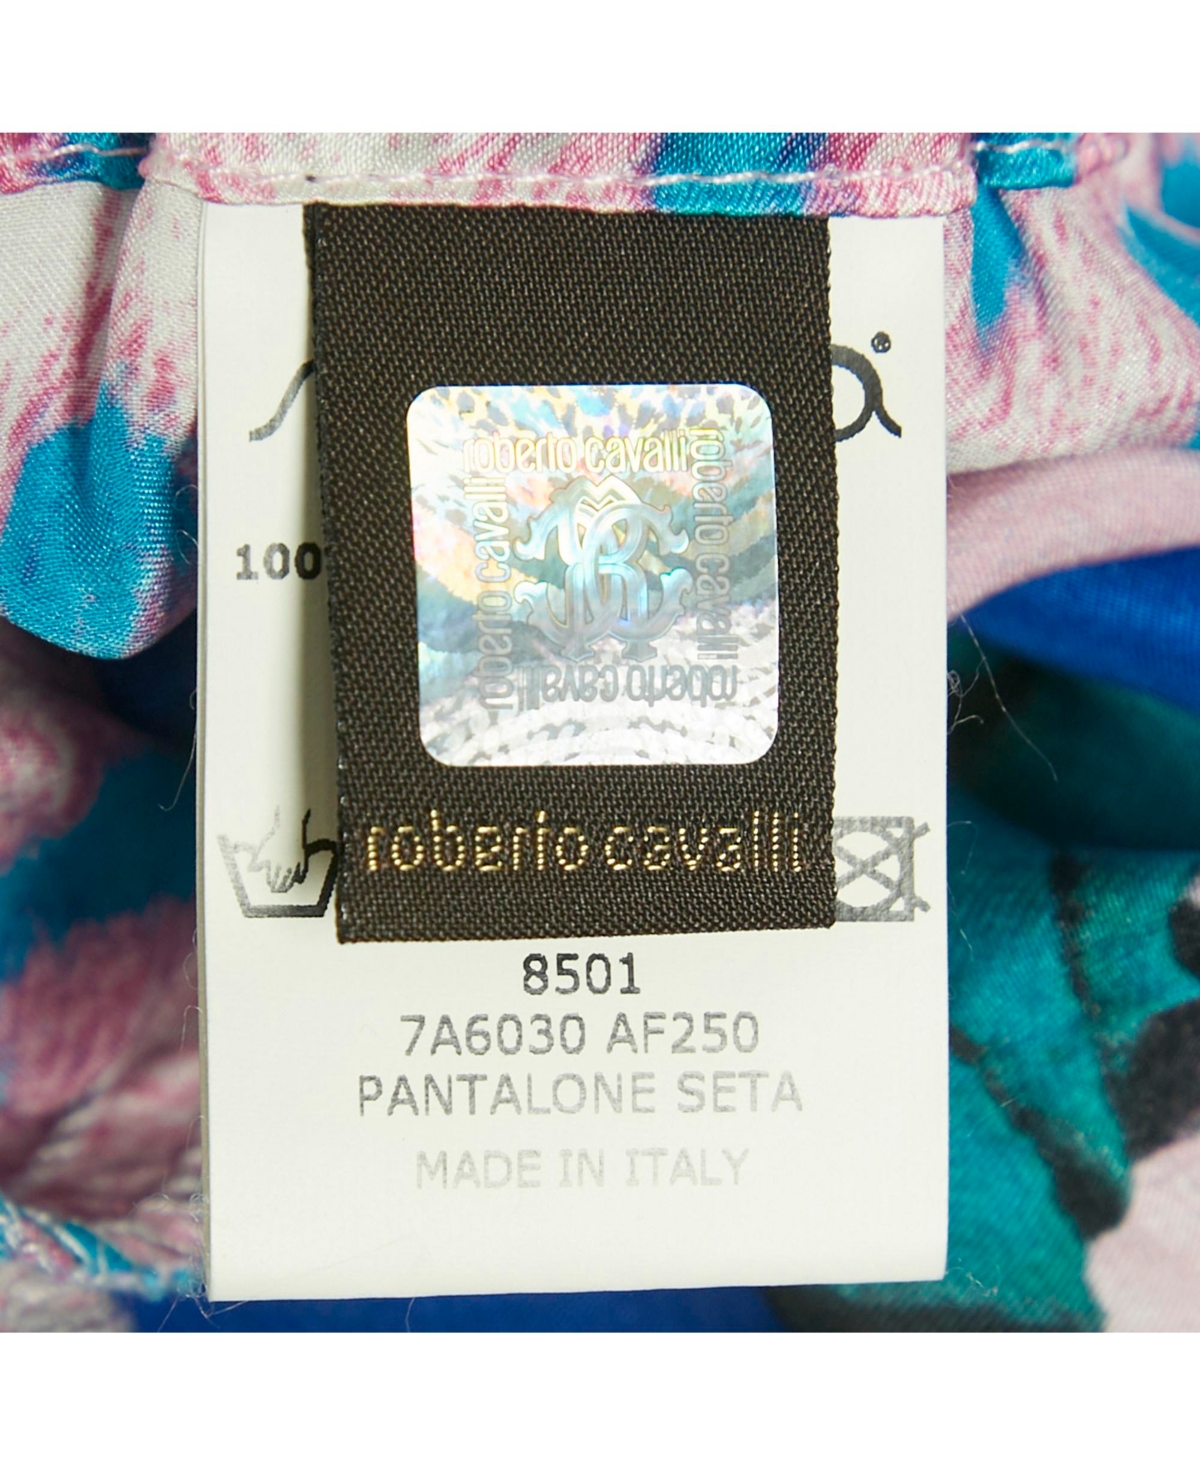 ®
roberto cavalli
roberto cavalli
roberto cavalli
roberto cavalli
100
roberto cavalli
8501
7A6030 AF250
PANTALONE SETA
MADE IN ITALY